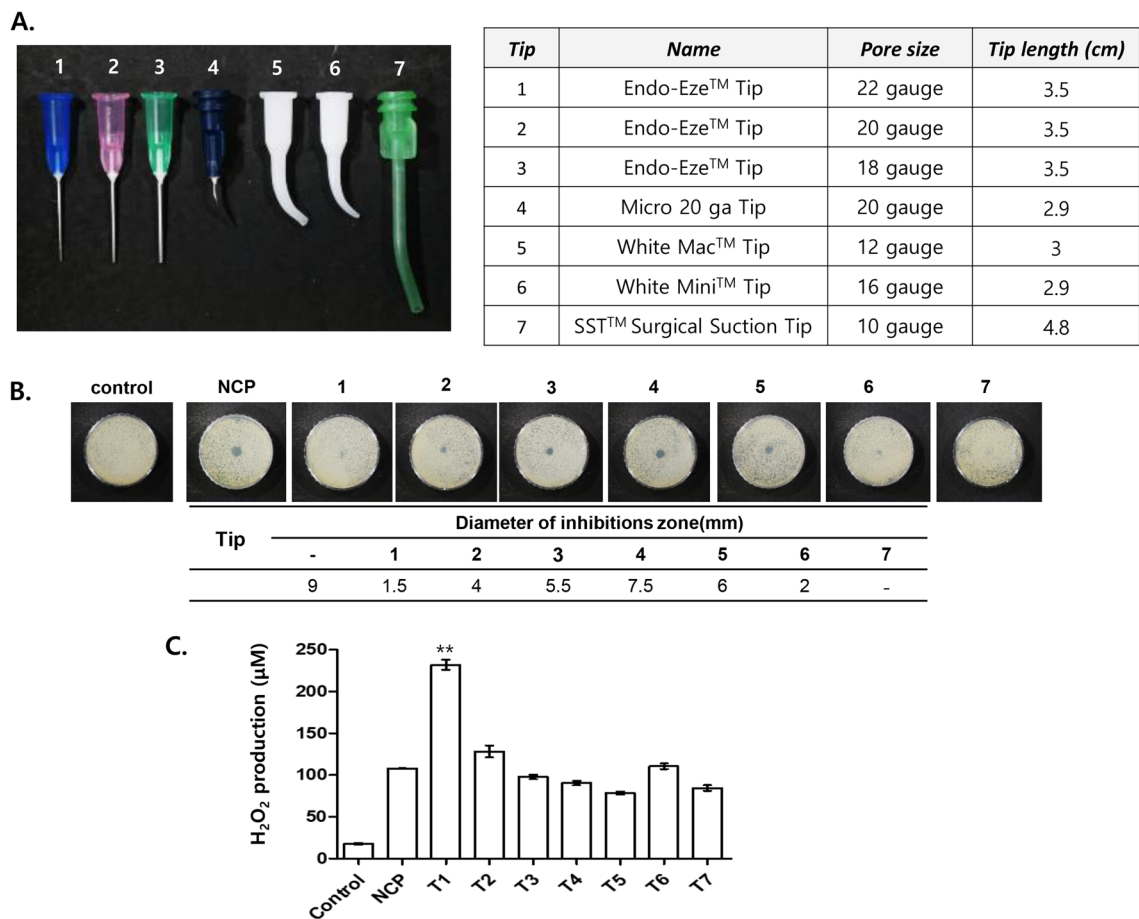 A.
1 2 3 4 5 6 7
Tip Name Pore size Tip length (cm)
1 Endo-Eze™ Tip 22 gauge 3.5
2 Endo-Eze™ Tip 20 gauge 3.5
3 Endo-Eze™ Tip 18 gauge 3.5
4 Micro 20 ga Tip 20 gauge 2.9
5 White Mac™ Tip 12 gauge 3
6 White Mini™ Tip 16 gauge 2.9
7 SST™ Surgical Suction Tip 10 gauge 4.8
B.
control NCP 1 2 3 4 5 6 7
Diameter of inhibitions zone(mm)
Tip
- 1 2 3 4 5 6 7
9 1.5 4 5.5 7.5 6 2 -
C.
H₂O₂ production (µM)
250
200
150
100
50
0
**
Control NCP T1 T2 T3 T4 T5 T6 T7